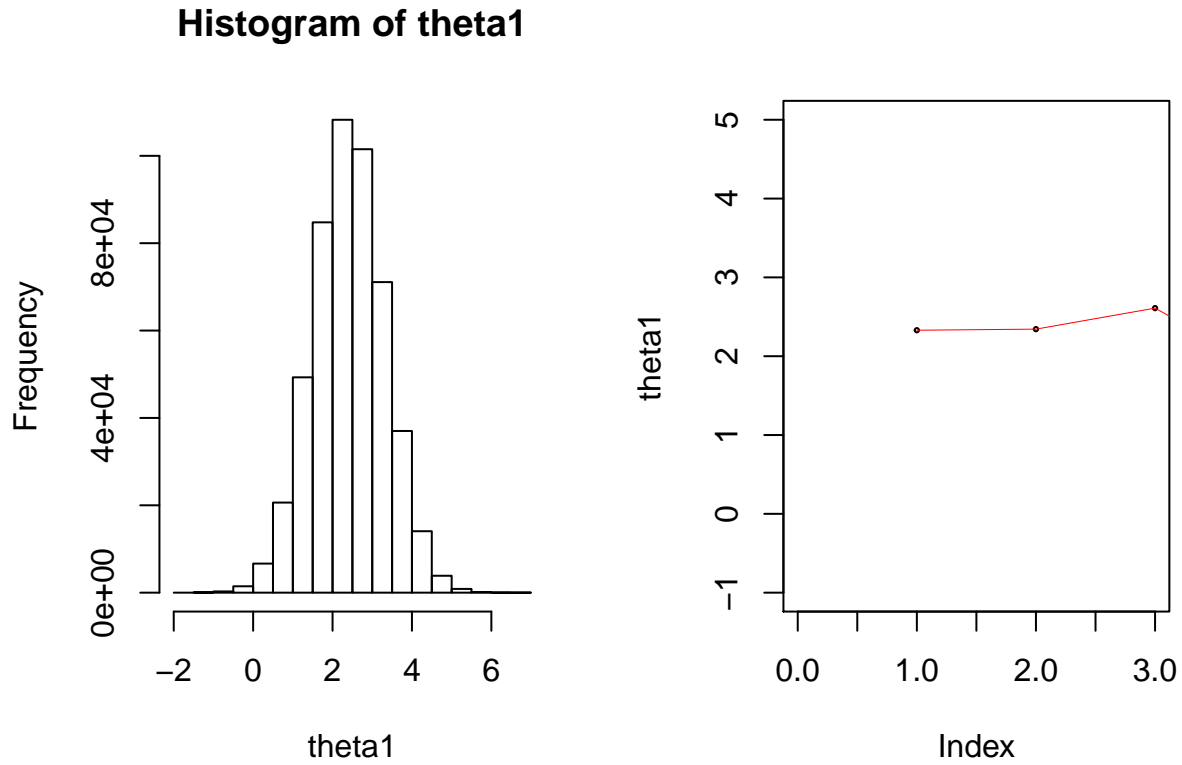 Histogram of theta1
Frequency
0e+00
4e+04
8e+04
−2 0 2 4 6
theta1
theta1
−1
0
1
2
3
4
5
0.0 1.0 2.0 3.0
Index